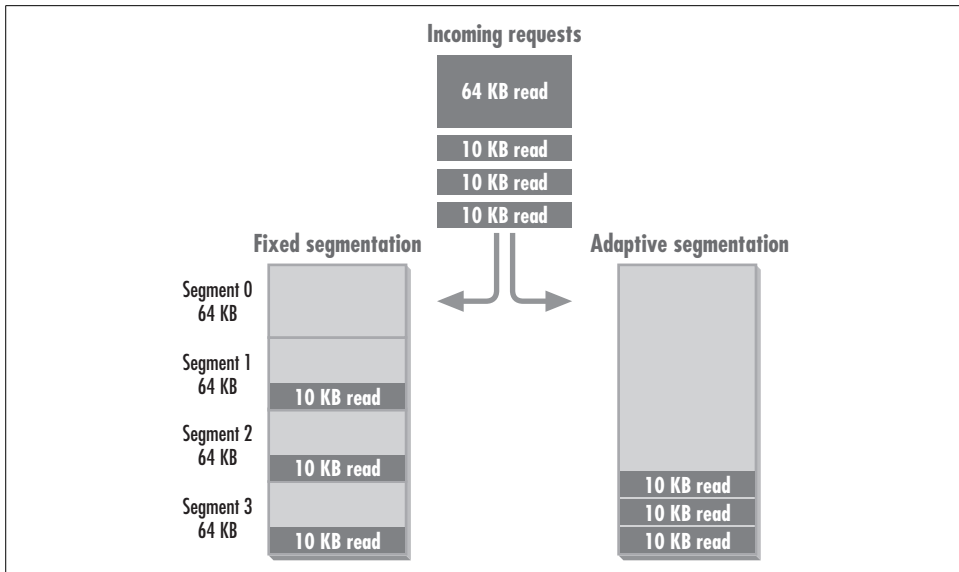 Incoming requests
64 KB read
10 KB read
10 KB read
10 KB read
Fixed segmentation
Adaptive segmentation
Segment 0
64 KB
Segment 1
64 KB
10 KB read
Segment 2
64 KB
10 KB read
Segment 3
64 KB
10 KB read
10 KB read
10 KB read
10 KB read